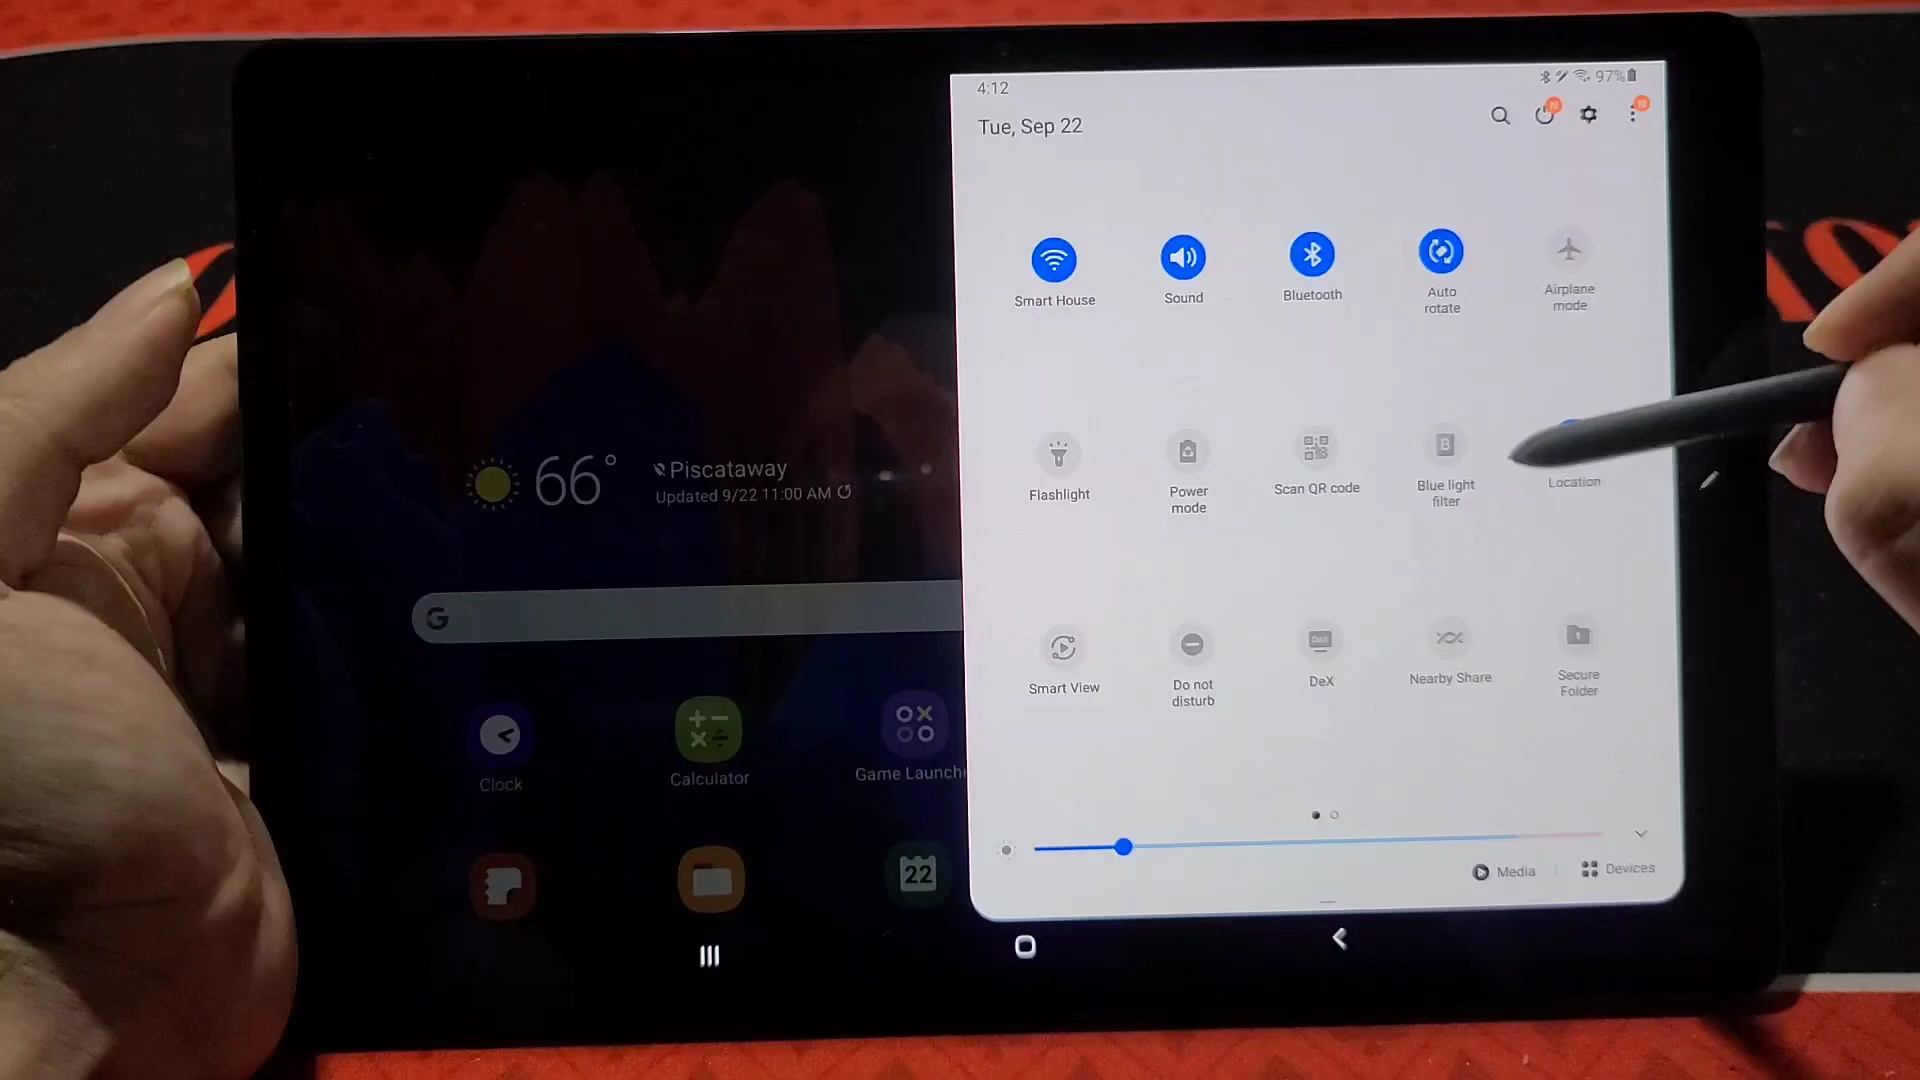 4:12
97%
Tue, Sep 22
N
N
Smart House
Sound
Bluetooth
Auto
rotate
Airplane
mode
Flashlight
Power
mode
Scan QR code
B
Blue light
filter
Location
Smart View
Do not
disturb
DeX
DeX
Nearby Share
Secure
Folder
Media
Devices
66°
Piscataway
Updated 9/22 11:00 AM
G
Clock
Calculator
Game Launch
22